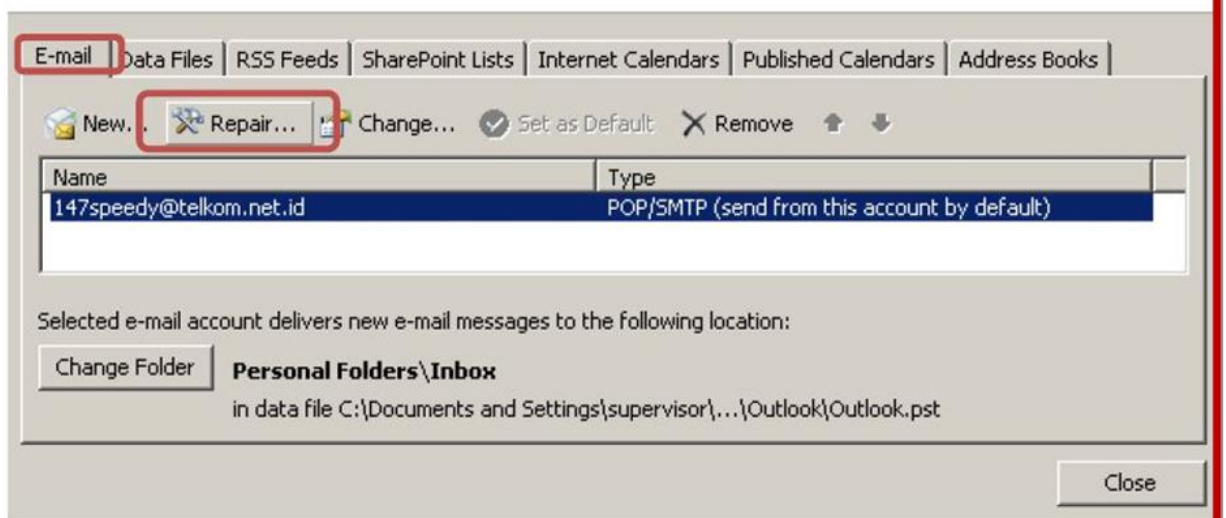 E-mail Data Files RSS Feeds SharePoint Lists Internet Calendars Published Calendars Address Books
New... Repair... Change... Set as Default Remove
Name Type
147speedy@telkom.net.id POP/SMTP (send from this account by default)
Selected e-mail account delivers new e-mail messages to the following location:
Change Folder Personal Folders\Inbox
in data file C:\Documents and Settings\supervisor\...\Outlook\Outlook.pst
Close